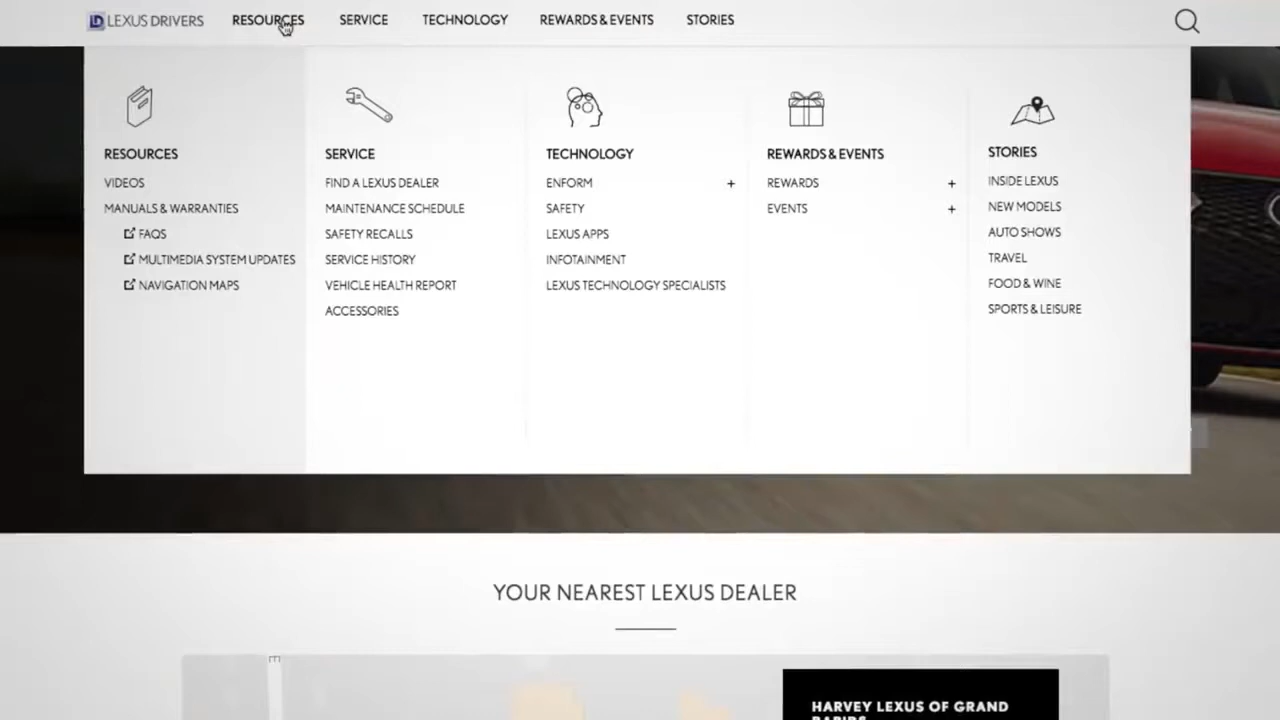 LEXUS DRIVERS
RESOURCES
SERVICE
TECHNOLOGY
REWARDS & EVENTS
STORIES
RESOURCES
VIDEOS
MANUALS & WARRANTIES
FAQS
MULTIMEDIA SYSTEM UPDATES
NAVIGATION MAPS
SERVICE
FIND A LEXUS DEALER
MAINTENANCE SCHEDULE
SAFETY RECALLS
SERVICE HISTORY
VEHICLE HEALTH REPORT
ACCESSORIES
TECHNOLOGY
ENFORM +
SAFETY
LEXUS APPS
INFOTAINMENT
LEXUS TECHNOLOGY SPECIALISTS
REWARDS & EVENTS
REWARDS +
EVENTS +
STORIES
INSIDE LEXUS
NEW MODELS
AUTO SHOWS
TRAVEL
FOOD & WINE
SPORTS & LEISURE
YOUR NEAREST LEXUS DEALER
HARVEY LEXUS OF GRAND
RAPIDS